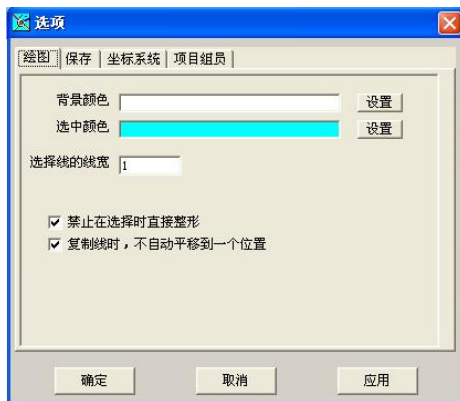 选项
绘图 保存 坐标系统 项目组员
背景颜色 设置
选中颜色 设置
选择线的线宽 1
禁止在选择时直接整形
复制线时，不自动平移到一个位置
确定 取消 应用